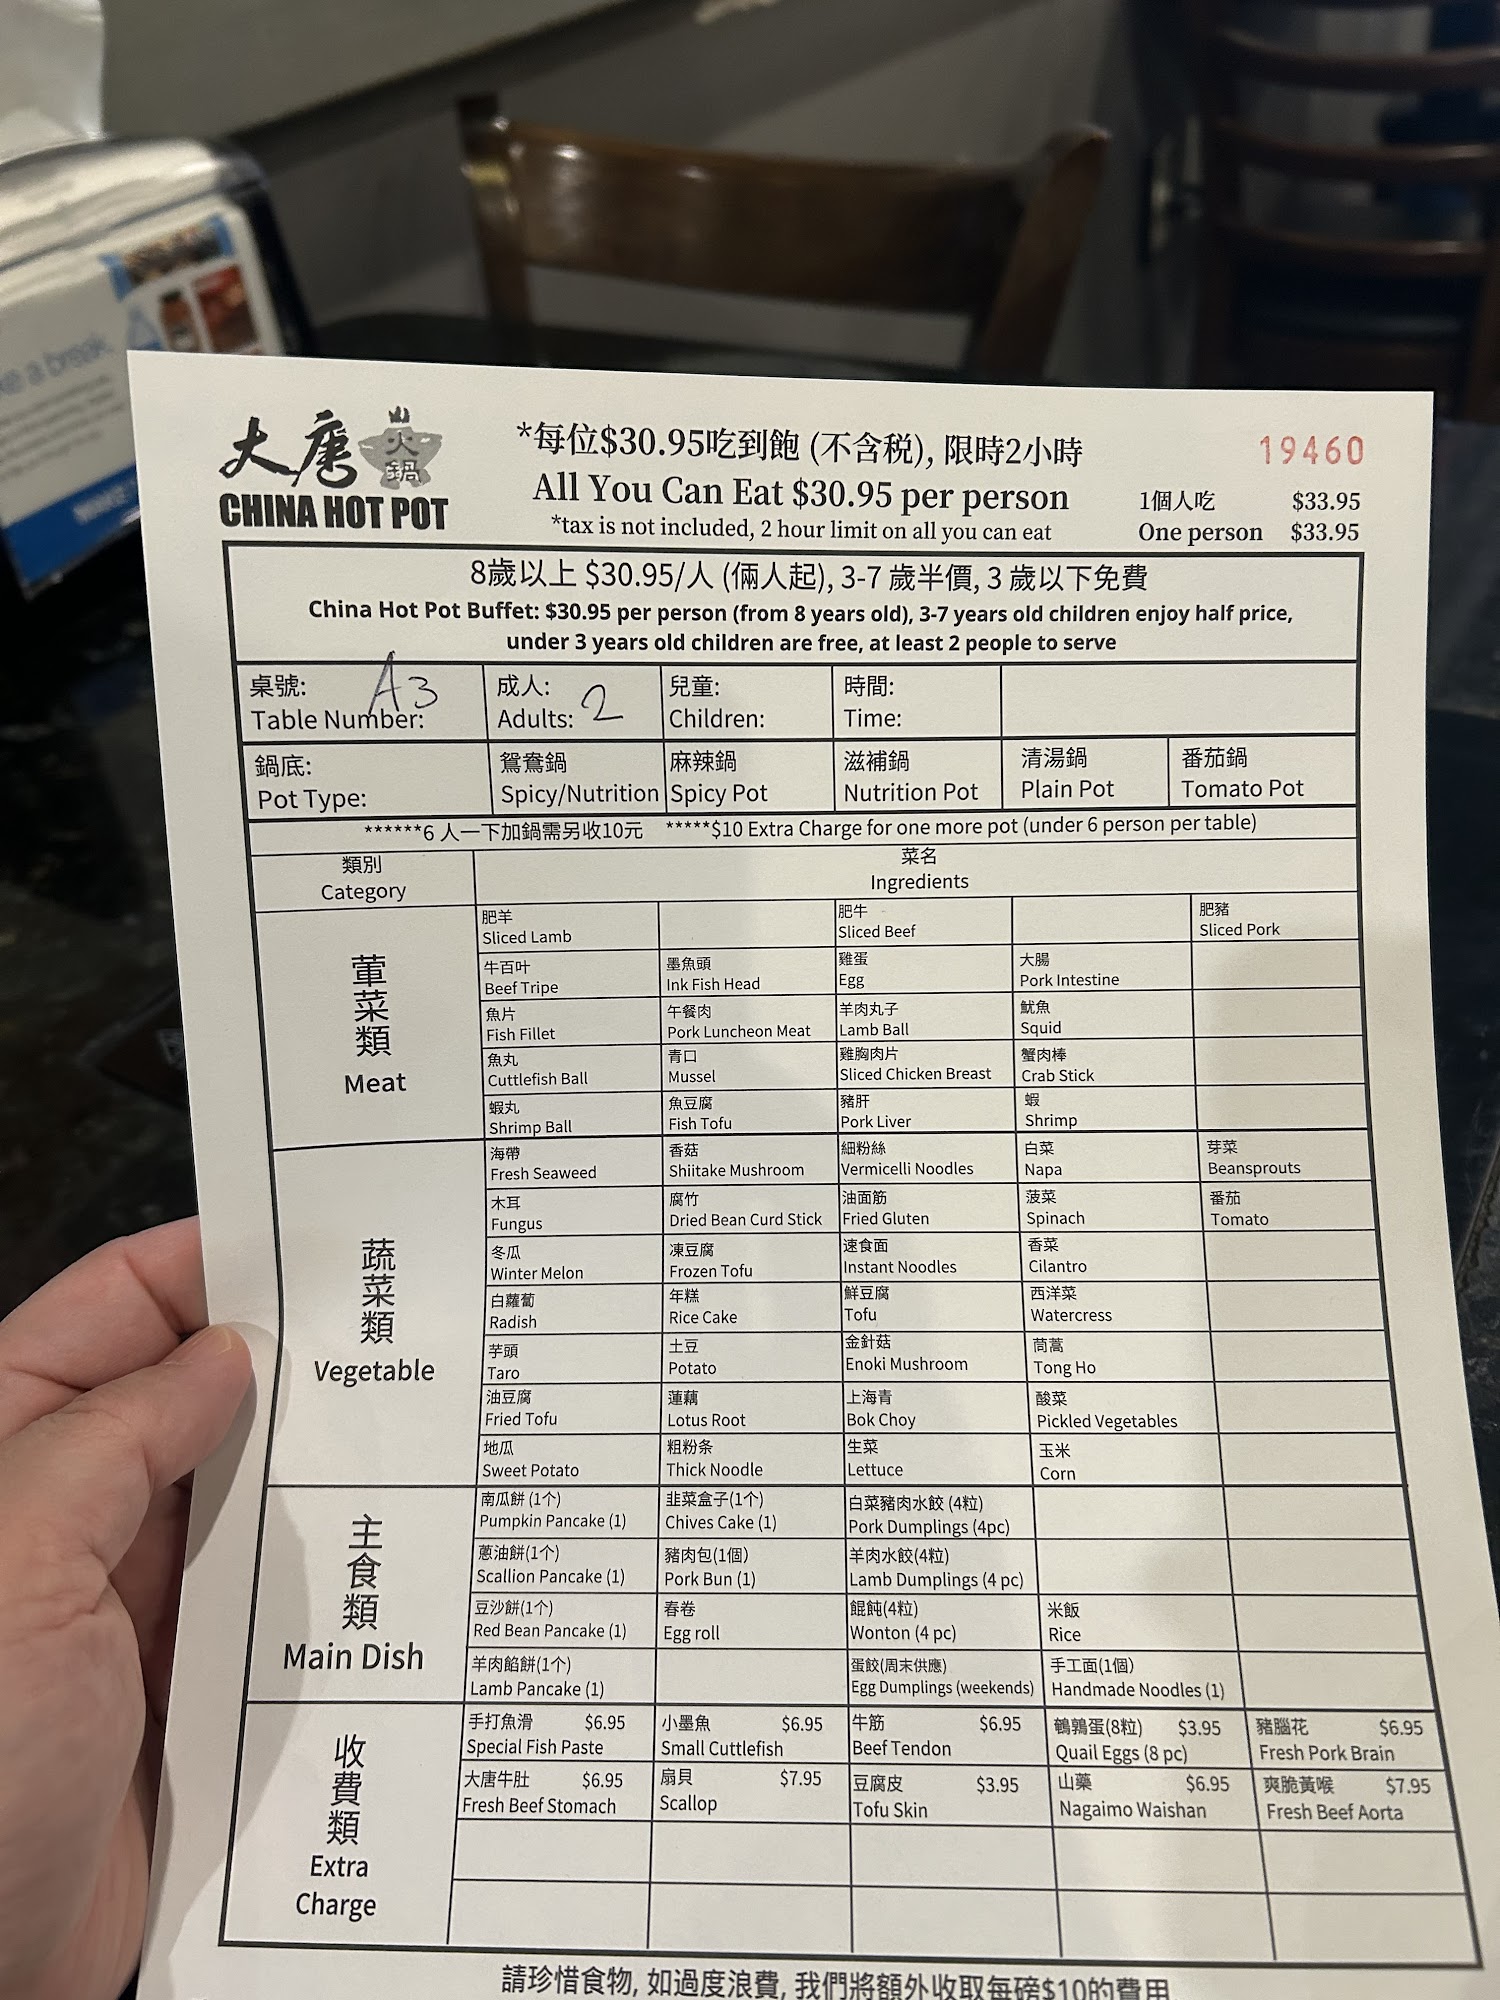 e a break.
大唐 火鍋
CHINA HOT POT
*每位$30.95吃到飽 (不含税), 限時2小時
All You Can Eat $30.95 per person
*tax is not included, 2 hour limit on all you can eat
19460
1個人吃 $33.95
One person $33.95
8歲以上 $30.95/人 (倆人起), 3-7 歲半價, 3 歲以下免費
China Hot Pot Buffet: $30.95 per person (from 8 years old), 3-7 years old children enjoy half price,
under 3 years old children are free, at least 2 people to serve
桌號: A3 成人: 2 兒童: 時間:
Table Number: Adults: Children: Time:
鍋底: 鴛鴦鍋 麻辣鍋 滋補鍋 清湯鍋 番茄鍋
Pot Type: Spicy/Nutrition Spicy Pot Nutrition Pot Plain Pot Tomato Pot
******6 人一下加鍋需另收10元 *****$10 Extra Charge for one more pot (under 6 person per table)
類別 菜名
Category Ingredients
葷菜類
Meat
肥羊 肥牛 肥豬
Sliced Lamb Sliced Beef Sliced Pork
牛百叶 墨魚頭 雞蛋 大腸
Beef Tripe Ink Fish Head Egg Pork Intestine
魚片 午餐肉 羊肉丸子 魷魚
Fish Fillet Pork Luncheon Meat Lamb Ball Squid
魚丸 青口 雞胸肉片 蟹肉棒
Cuttlefish Ball Mussel Sliced Chicken Breast Crab Stick
蝦丸 魚豆腐 豬肝 蝦
Shrimp Ball Fish Tofu Pork Liver Shrimp
蔬菜類
Vegetable
海帶 香菇 細粉絲 白菜 芽菜
Fresh Seaweed Shiitake Mushroom Vermicelli Noodles Napa Beansprouts
木耳 腐竹 油面筋 菠菜 番茄
Fungus Dried Bean Curd Stick Fried Gluten Spinach Tomato
冬瓜 凍豆腐 速食面 香菜
Winter Melon Frozen Tofu Instant Noodles Cilantro
白蘿蔔 年糕 鮮豆腐 西洋菜
Radish Rice Cake Tofu Watercress
芋頭 土豆 金針菇 茼蒿
Taro Potato Enoki Mushroom Tong Ho
油豆腐 蓮藕 上海青 酸菜
Fried Tofu Lotus Root Bok Choy Pickled Vegetables
地瓜 粗粉条 生菜 玉米
Sweet Potato Thick Noodle Lettuce Corn
主食類
Main Dish
南瓜餅 (1个) 韭菜盒子(1个) 白菜豬肉水餃 (4粒)
Pumpkin Pancake (1) Chives Cake (1) Pork Dumplings (4pc)
蔥油餅(1个) 豬肉包(1個) 羊肉水餃(4粒)
Scallion Pancake (1) Pork Bun (1) Lamb Dumplings (4 pc)
豆沙餅(1个) 春卷 餛飩(4粒) 米飯
Red Bean Pancake (1) Egg roll Wonton (4 pc) Rice
羊肉餡餅(1个) 蛋餃(周末供應) 手工面(1個)
Lamb Pancake (1) Egg Dumplings (weekends) Handmade Noodles (1)
收費類
Extra
Charge
手打魚滑 $6.95 小墨魚 $6.95 牛筋 $6.95 鵪鶉蛋(8粒) $3.95 豬腦花 $6.95
Special Fish Paste Small Cuttlefish Beef Tendon Quail Eggs (8 pc) Fresh Pork Brain
大唐牛肚 $6.95 扇貝 $7.95 豆腐皮 $3.95 山藥 $6.95 爽脆黃喉 $7.95
Fresh Beef Stomach Scallop Tofu Skin Nagaimo Waishan Fresh Beef Aorta
請珍惜食物, 如過度浪費, 我們將額外收取每磅$10的費用